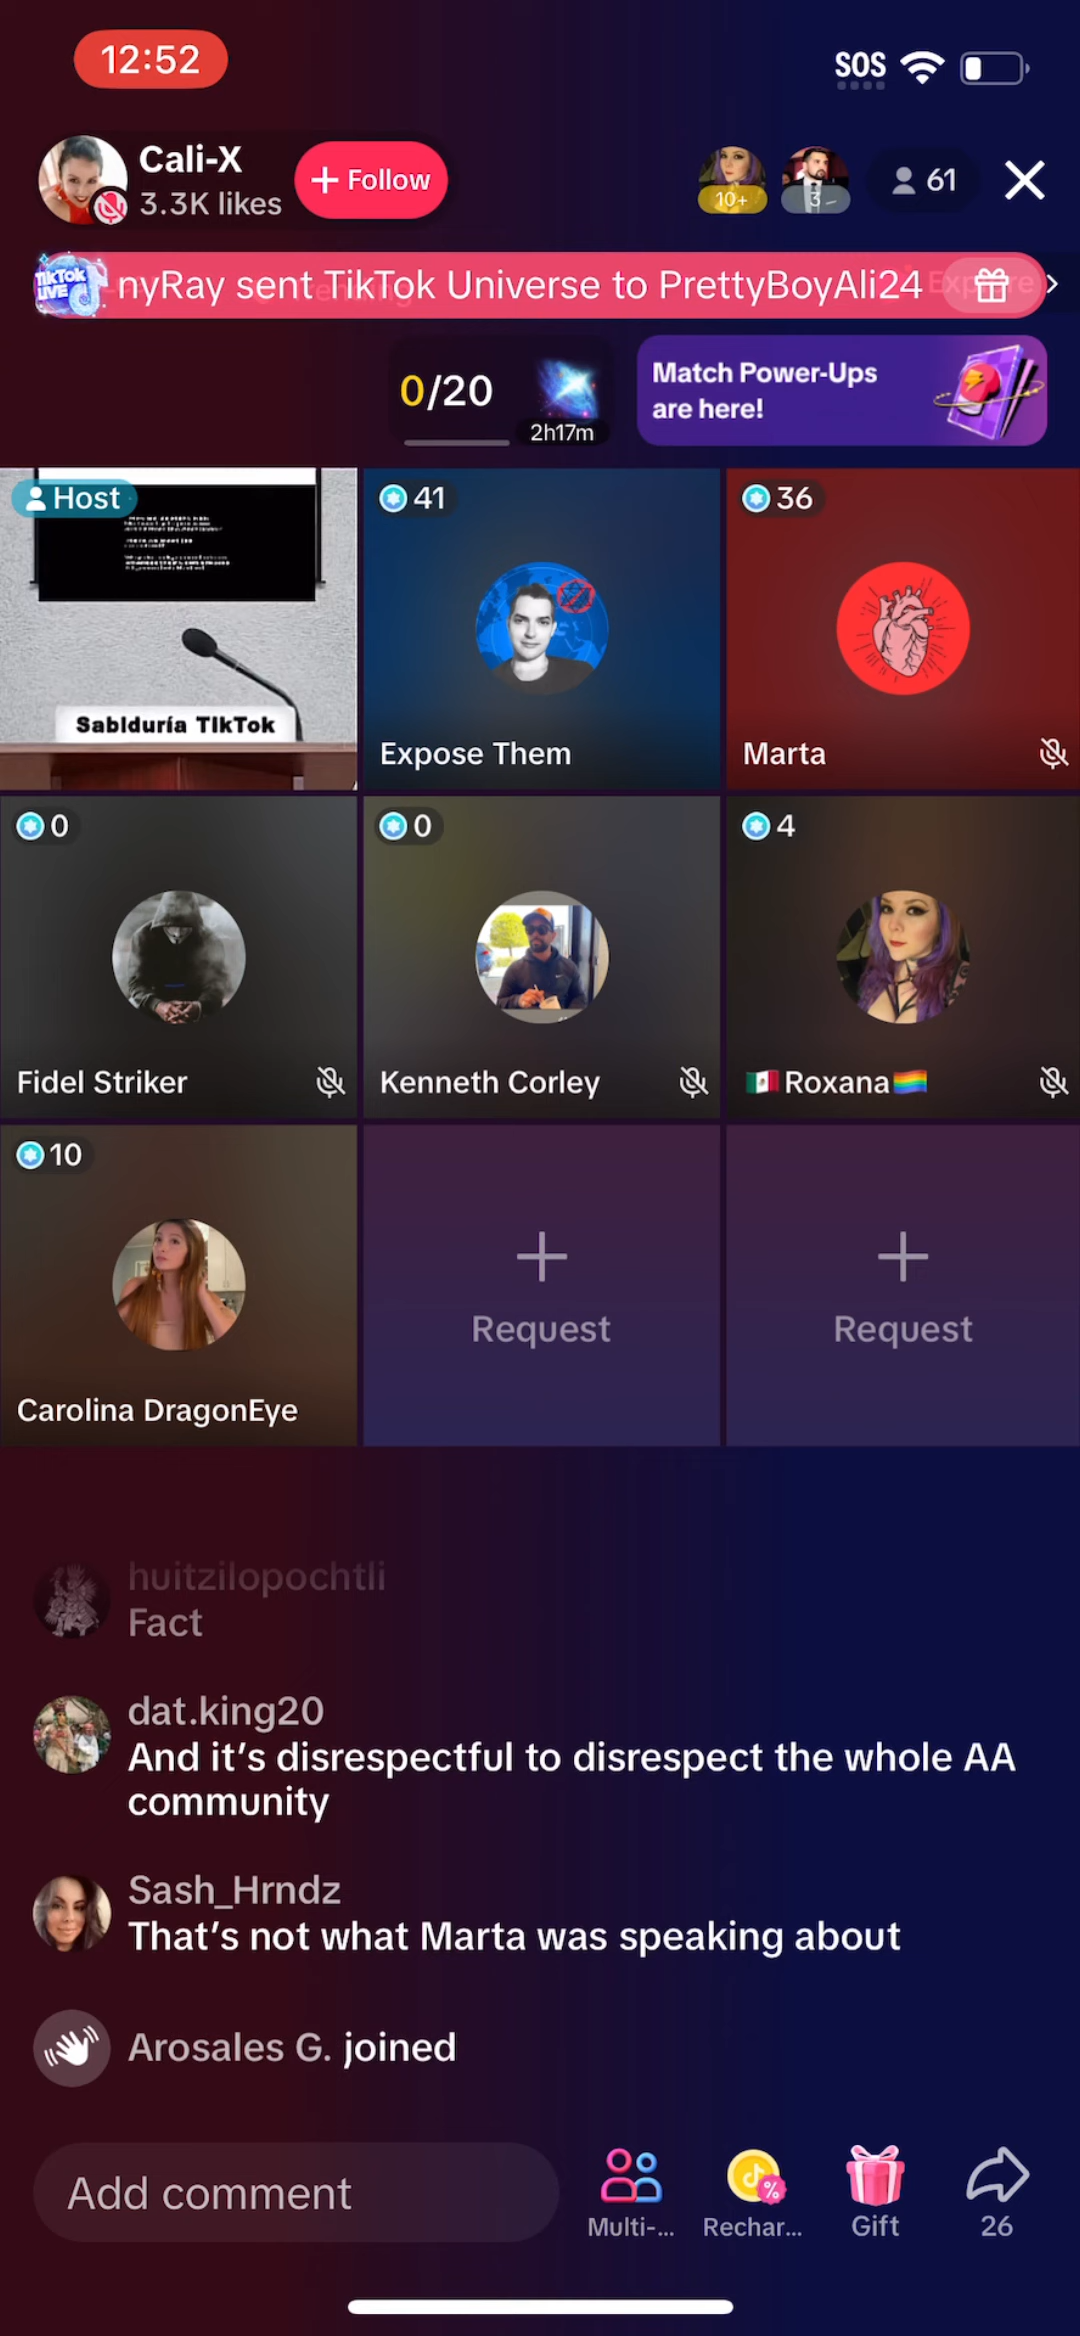 12:52
SOS
Cali-X
3.3K likes
+ Follow
10+
3
61
TikTok LIVE
nyRay sent TikTok Universe to PrettyBoyAli24
0/20
2h17m
Match Power-Ups
are here!
Host
Sabiduría TikTok
41
Expose Them
36
Marta
0
Fidel Striker
0
Kenneth Corley
4
Roxana
10
Carolina DragonEye
Request
Request
huitzilopochtli
Fact
dat.king20
And it's disrespectful to disrespect the whole AA
community
Sash_Hrndz
That's not what Marta was speaking about
Arosales G. joined
Add comment
Multi-...
Rechar...
Gift
26